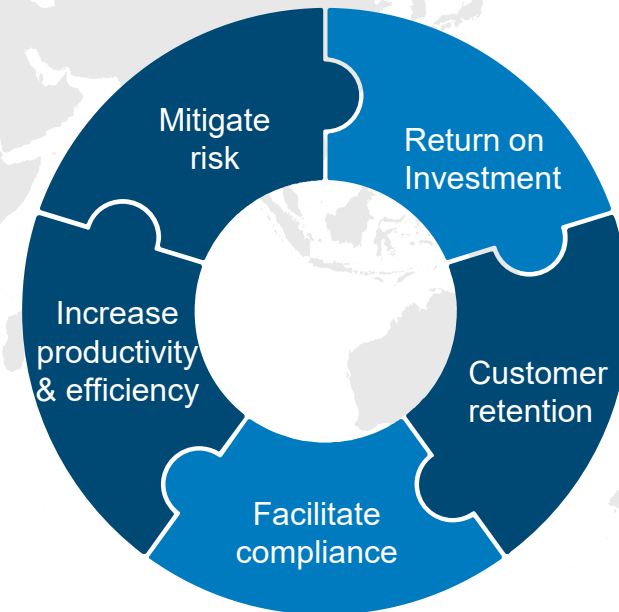 Mitigate
risk
Return on
Investment
Increase
productivity
& efficiency
Customer
retention
Facilitate
compliance